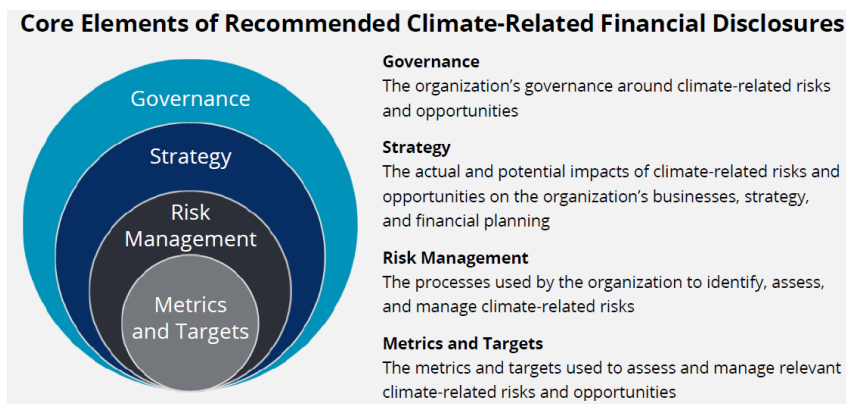 Core Elements of Recommended Climate-Related Financial Disclosures
Governance
Strategy
Risk
Management
Metrics
and Targets
Governance
The organization’s governance around climate-related risks
and opportunities
Strategy
The actual and potential impacts of climate-related risks and
opportunities on the organization’s businesses, strategy,
and financial planning
Risk Management
The processes used by the organization to identify, assess,
and manage climate-related risks
Metrics and Targets
The metrics and targets used to assess and manage relevant
climate-related risks and opportunities